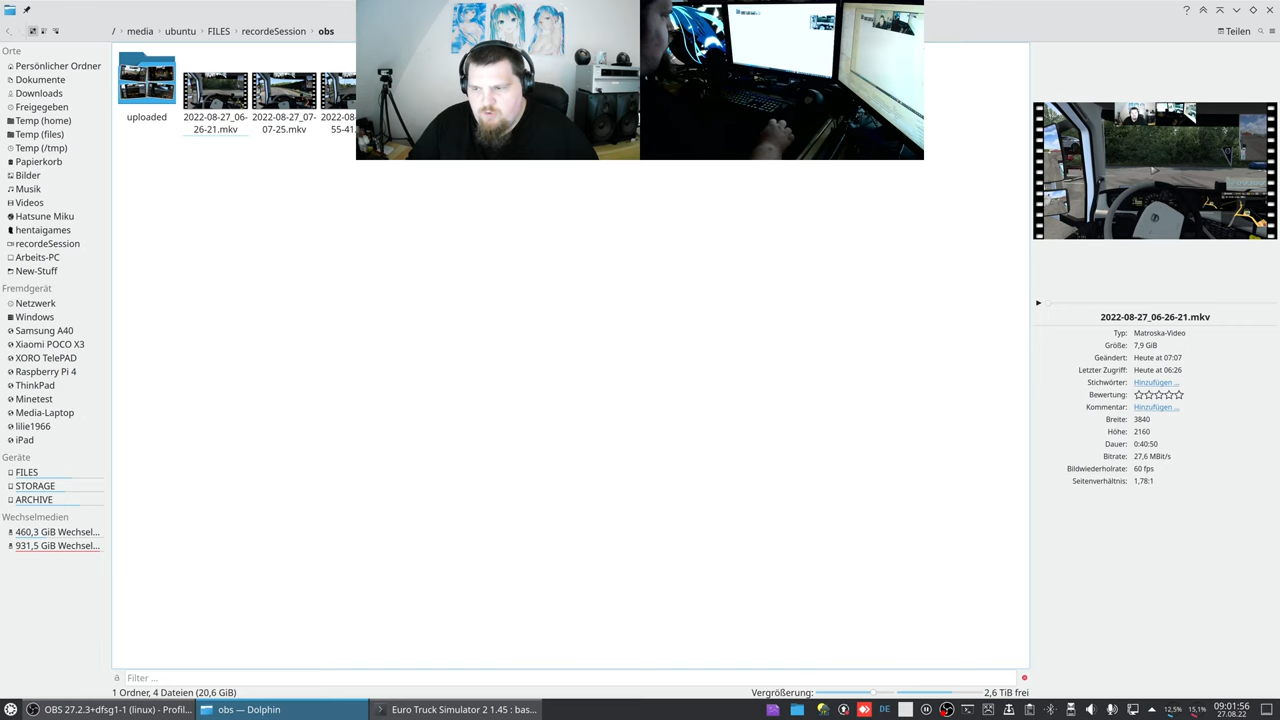 / media › ubuntu › FILES › recordeSession › obs
Teilen
Orte
Persönlicher Ordner
Dokumente
Downloads
Freigegeben
Temp (home)
Temp (files)
Temp (/tmp)
Papierkorb
Bilder
Musik
Videos
Hatsune Miku
hentaigames
recordeSession
Arbeits-PC
New-Stuff
Fremdgerät
Netzwerk
Windows
Samsung A40
Xiaomi POCO X3
XORO TelePAD
Raspberry Pi 4
ThinkPad
Minetest
Media-Laptop
lilie1966
iPad
Geräte
FILES
STORAGE
ARCHIVE
Wechselmedien
460,3 GiB Wechsel...
931,5 GiB Wechsel...
uploaded
2022-08-27_06-
26-21.mkv
2022-08-27_07-
07-25.mkv
2022-08
55-41
2022-08-27_06-26-21.mkv
Typ: Matroska-Video
Größe: 7,9 GiB
Geändert: Heute at 07:07
Letzter Zugriff: Heute at 06:26
Stichwörter: Hinzufügen ...
Bewertung:
Kommentar: Hinzufügen ...
Breite: 3840
Höhe: 2160
Dauer: 0:40:50
Bitrate: 27,6 MBit/s
Bildwiederholrate: 60 fps
Seitenverhältnis: 1,78:1
Filter ...
1 Ordner, 4 Dateien (20,6 GiB)
Vergrößerung:
2,6 TiB frei
OBS 27.2.3+dfsg1-1 (linux) - Profil...
obs — Dolphin
Euro Truck Simulator 2 1.45 : bas...
DE
12,5%
15,1%
09:01:56
27.08.22